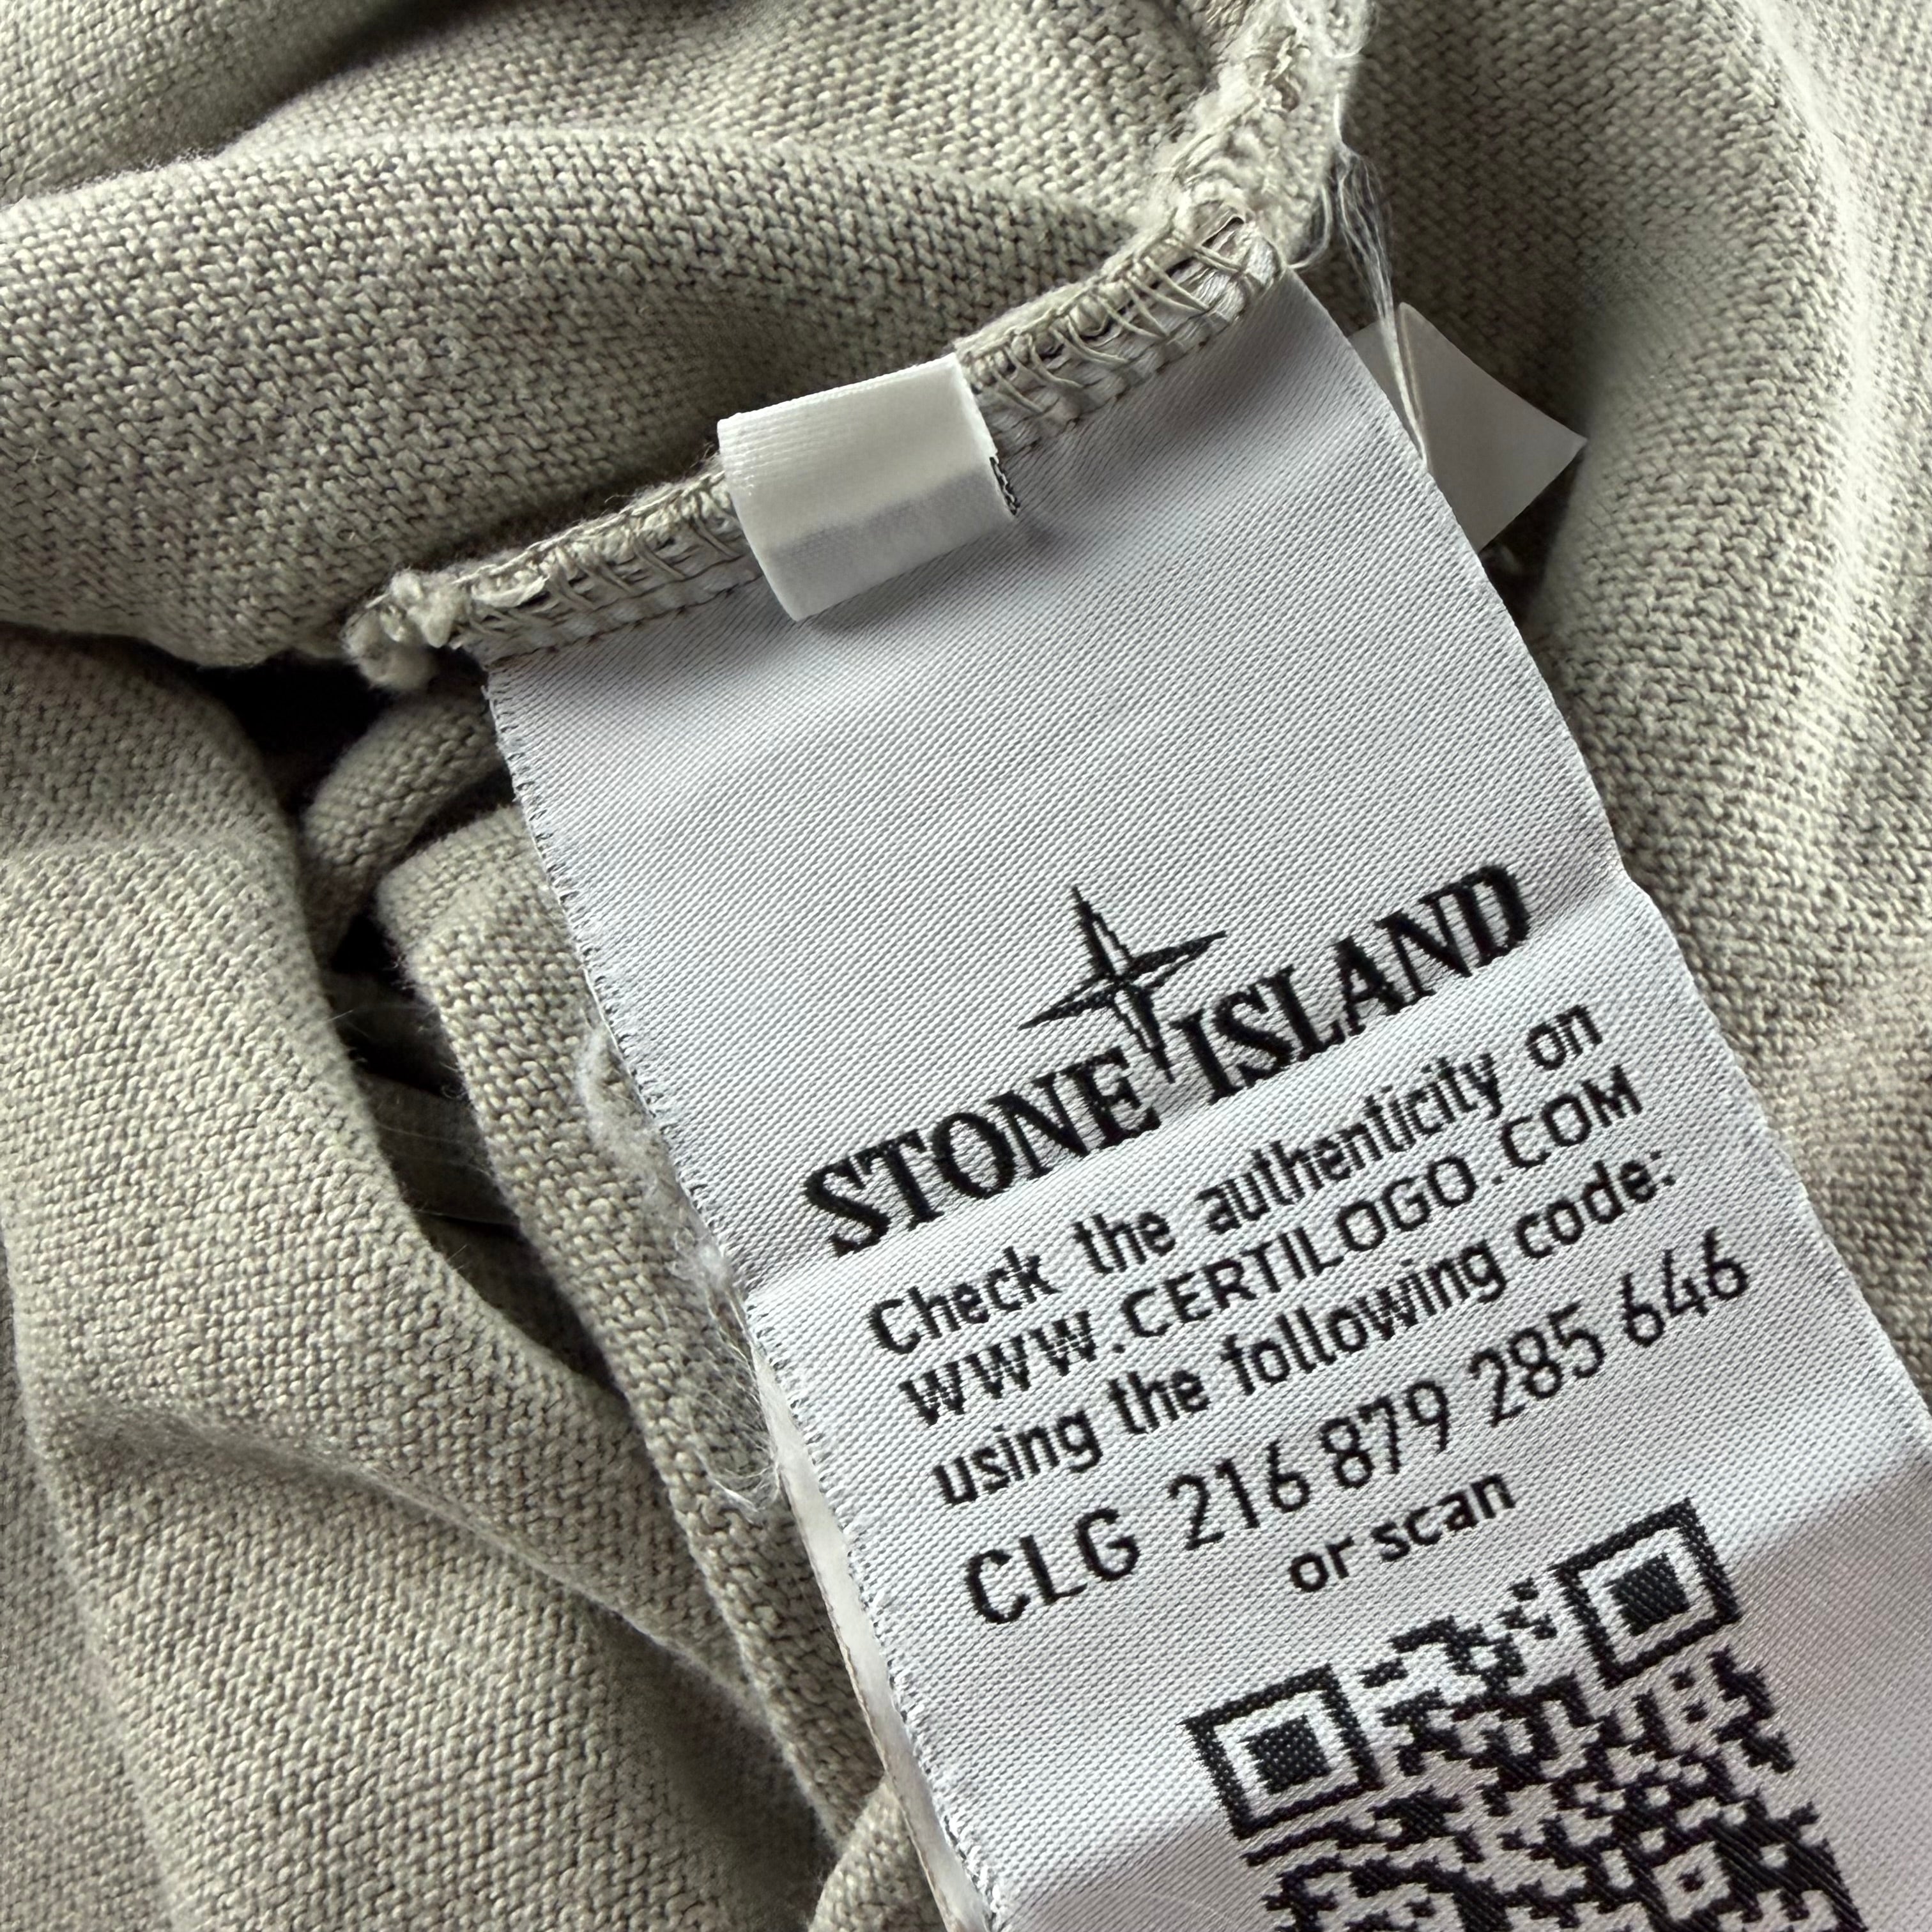 STONE ISLAND
Check the authenticity on
WWW.CERTILOGO.COM
using the following code:
CLG 216 879 285 646
or scan